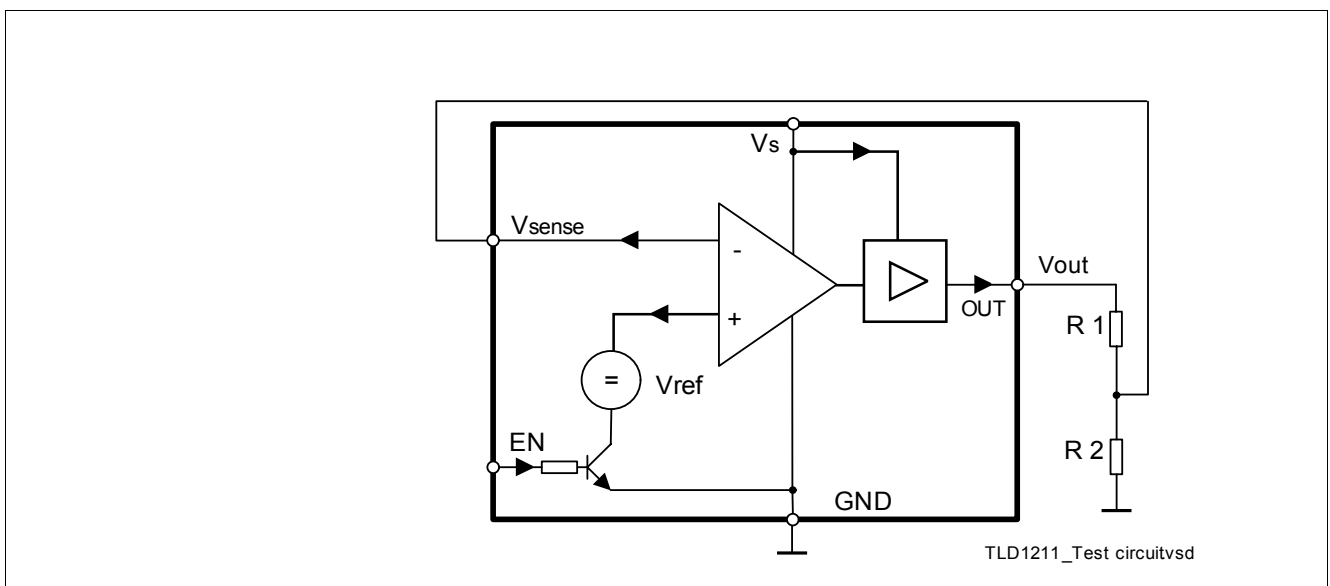 Vs
Vsense
-
+
Vout
OUT
R 1
=
Vref
EN
R 2
GND
TLD1211_Test circuitvsd